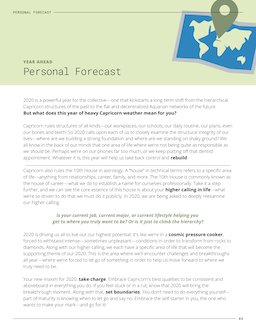 PERSONAL FORECAST
YEAR AHEAD
Personal Forecast
2020 is a powerful year for the collective—one that kickstarts a long-term shift from the hierarchical
Capricorn structures of the past to the flat and decentralized Aquarian networks of the future.
But what does this year of heavy Capricorn weather mean for you?
Capricorn rules structures of all kinds—our workplaces, our schools, our daily routine, our plans, even
our bones and teeth! So 2020 calls upon each of us to closely examine the structural integrity of our
lives—where are we building a strong foundation and where are we standing on shaky ground? We
all know in the back of our minds that one area of life where we're not being quite as responsible as
we should be. Perhaps we're on our phones far too much, or we keep putting off that dentist
appointment. Whatever it is, this year will help us take back control and rebuild.
Capricorn also rules the 10th House in astrology. A "house" in technical terms refers to a specific area
of life—anything from relationships, career, family, and more. The 10th House is commonly known as
the house of career—what we do to establish a name for ourselves professionally. Take it a step
further, and we can see the core essence of this house is about your higher calling in life—what
we're so driven to do that we must do it publicly. In 2020, we are being asked to deeply reexamine
our higher calling.
Is your current job, current major, or current lifestyle helping you
get to where you truly want to be? Or is it just to climb the hierarchy?
2020 is driving us all to live out our highest potential. It's like we're in a cosmic pressure cooker,
forced to withstand intense—sometimes unpleasant—conditions in order to transform from rocks to
diamonds. Along with our higher calling, we each have a specific area of life that will become the
supporting theme of our 2020. This is the area where we'll encounter challenges and breakthroughs
all year—where we're forced to let go of something in order to help us move forward to where we
truly need to be.
Your new maxim for 2020: take charge. Embrace Capricorn's best qualities to be consistent and
above-board in everything you do. If you feel stuck or in a rut, know that 2020 will bring the
breakthrough moment. Along with that, set boundaries. You don't need to do everything yourself—
part of maturity is knowing when to let go and say no. Embrace the self-starter in you, the one who
wants to make your mark—and go for it!